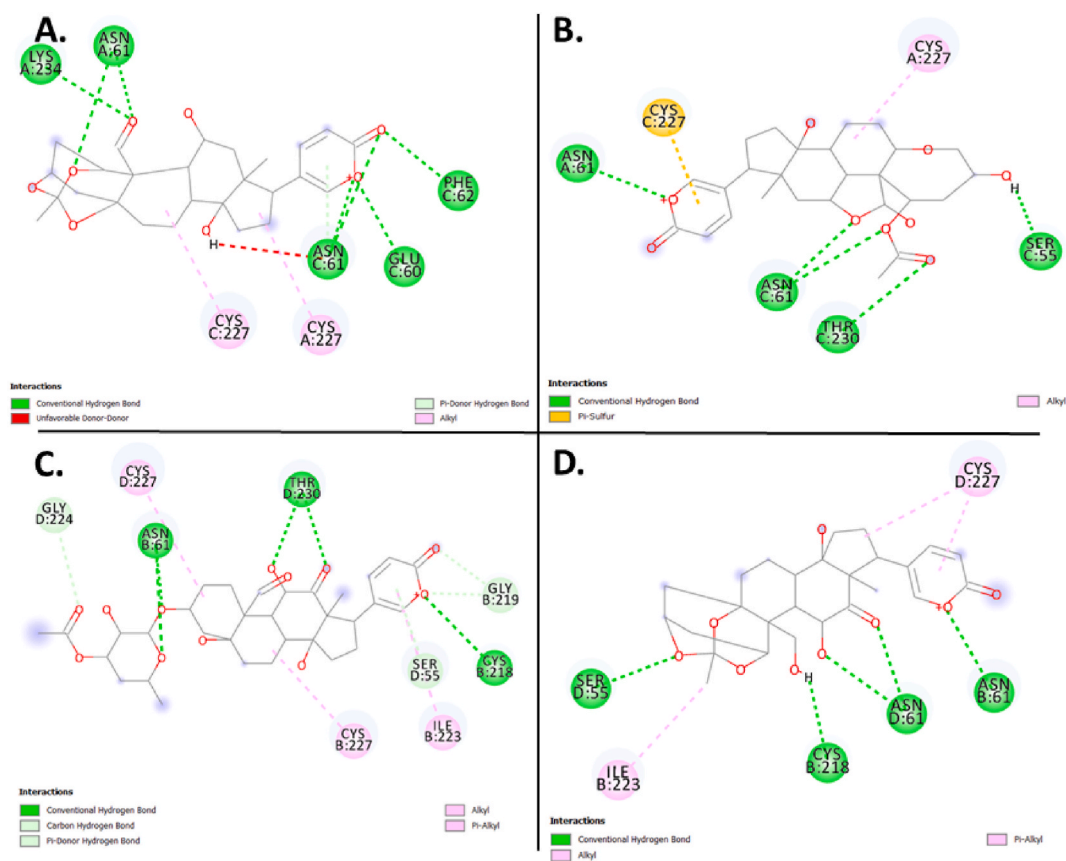 A.
LYS
A:234
ASN
A:61
O
O
O
O
O
O
O
H
O
O
+
PHE
C:62
GLU
C:60
ASN
C:61
CYS
C:227
CYS
A:227
Interactions
Conventional Hydrogen Bond
Unfavorable Donor-Donor
Pi-Donor Hydrogen Bond
Alkyl
B.
CYS
A:227
CYS
C:227
ASN
A:61
O
+
O
O
O
O
H
O
O
O
O
SER
C:55
ASN
C:61
THR
C:230
Interactions
Conventional Hydrogen Bond
Pi-Sulfur
Alkyl
C.
CYS
D:227
THR
D:230
GLY
D:224
ASN
B:61
O
O
O
O
O
O
O
O
O
O
O
O
O
+
GLY
B:219
SER
D:55
CYS
B:218
CYS
B:227
ILE
B:223
Interactions
Conventional Hydrogen Bond
Carbon Hydrogen Bond
Pi-Donor Hydrogen Bond
Alkyl
Pi-Alkyl
D.
CYS
D:227
O
O
O
O
O
O
O
O
O
+
H
SER
D:55
ASN
B:61
ASN
D:61
CYS
B:218
ILE
B:223
Interactions
Conventional Hydrogen Bond
Alkyl
Pi-Alkyl